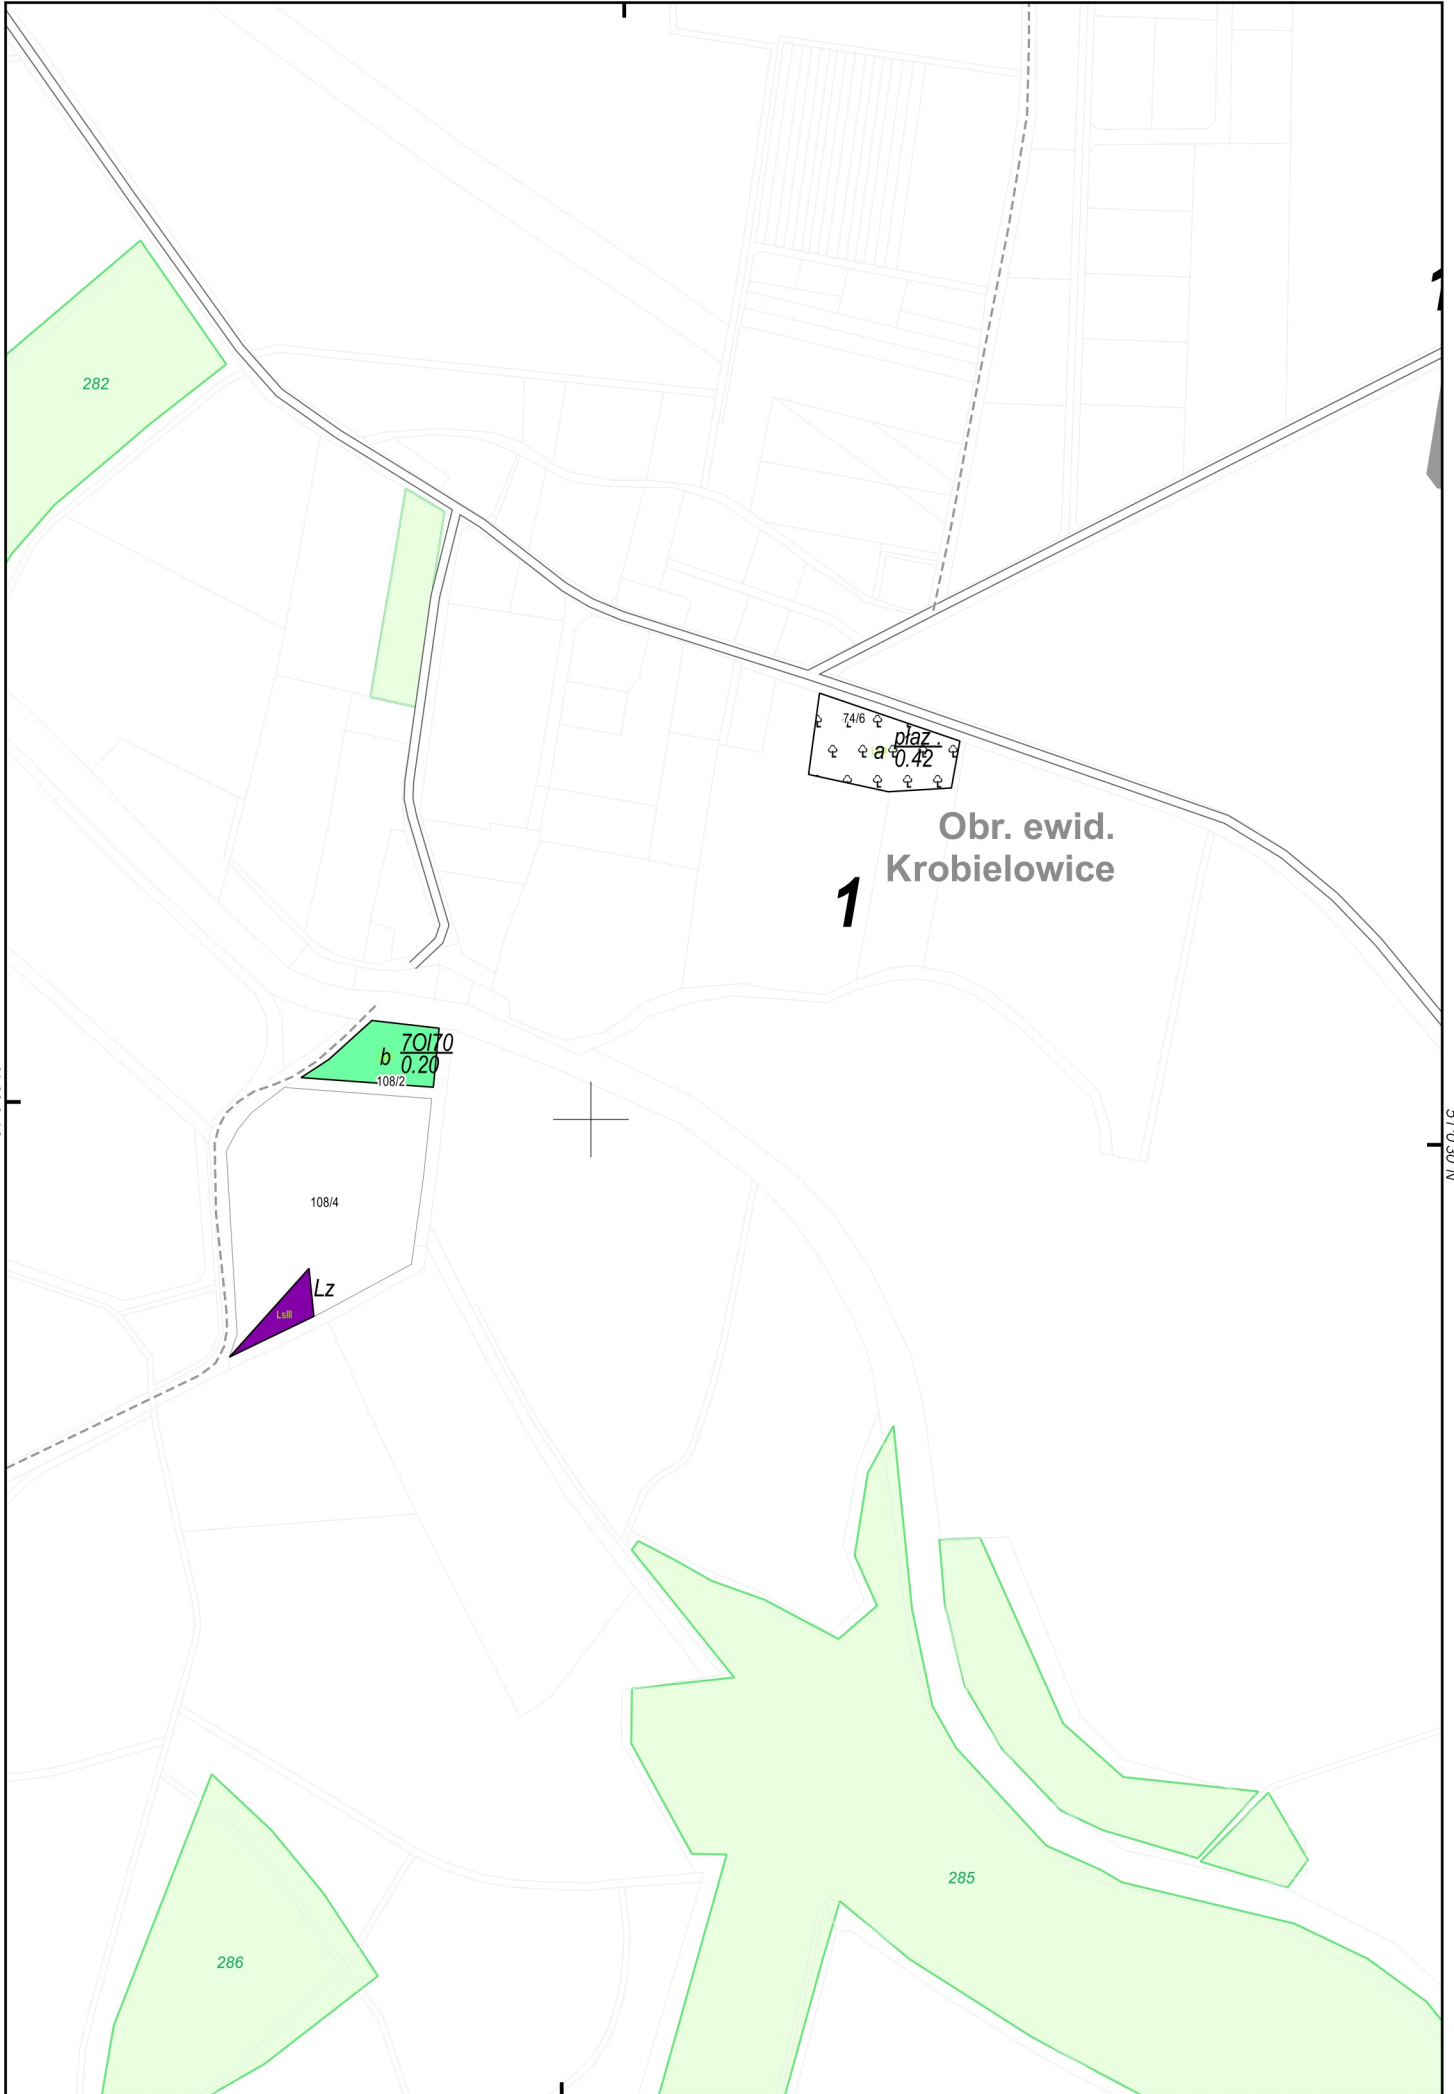 282
74/6
płaz .
a 0.42
Obr. ewid.
Krobielowice
1
7Ol70
b 0.20
108/2
108/4
Lz
LsIII
285
286